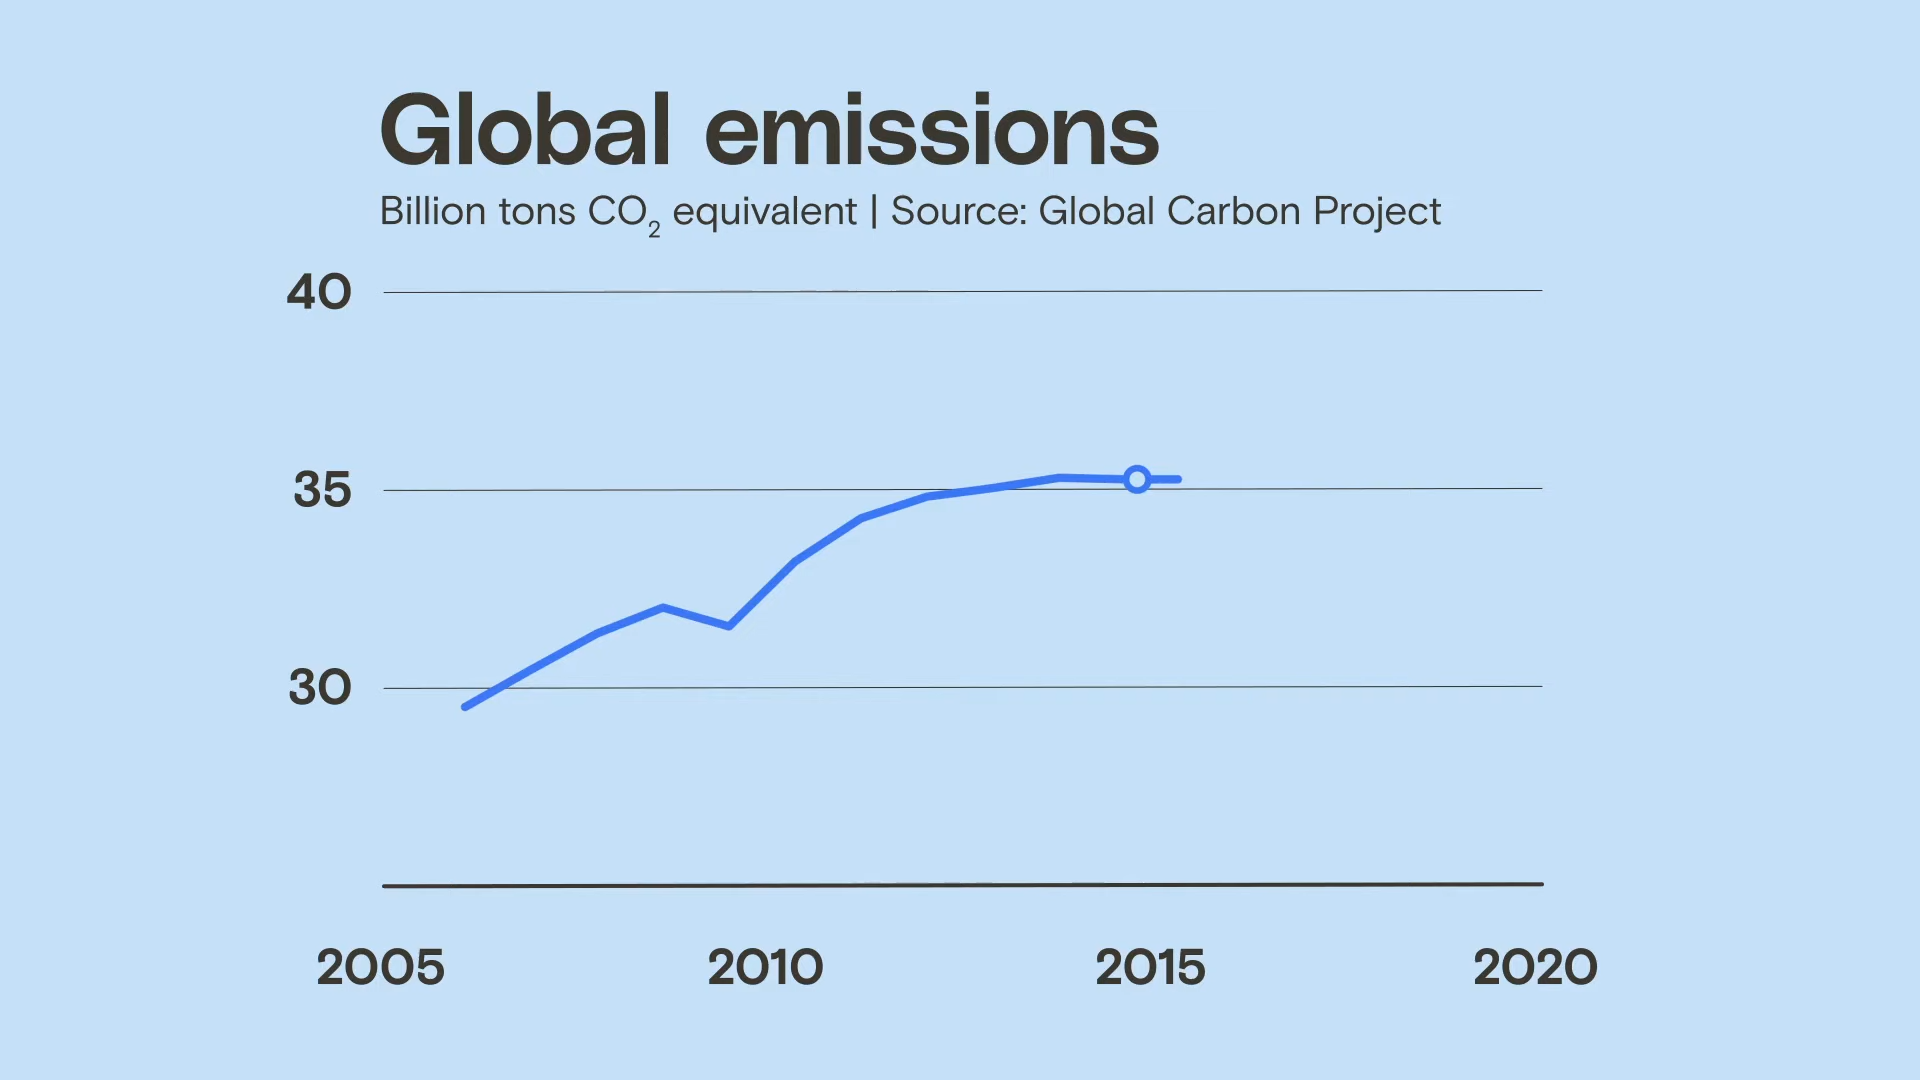 Global emissions
Billion tons CO₂ equivalent | Source: Global Carbon Project
40
35
30
2005 2010 2015 2020